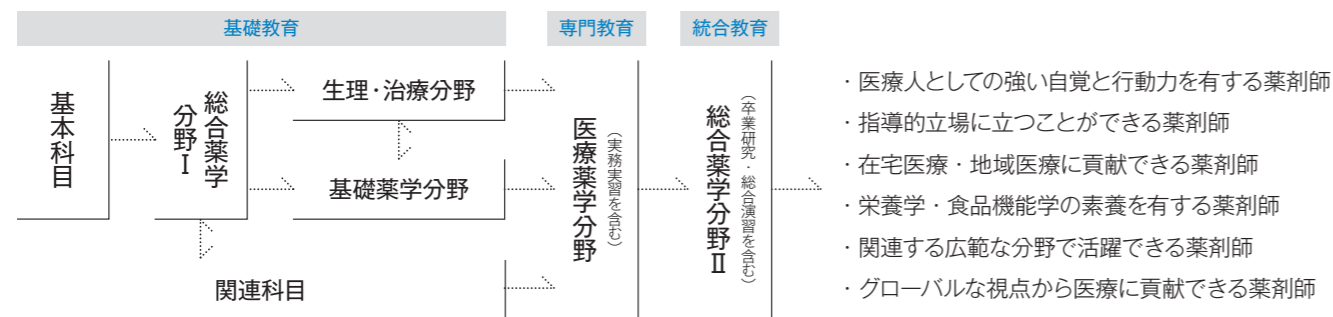 基礎教育
専門教育
統合教育
基本科目
総合薬学
分野Ⅰ
生理・治療分野
基礎薬学分野
関連科目
医療薬学分野
（実務実習を含む）
総合薬学分野Ⅱ
（卒業研究・総合演習を含む）
・医療人としての強い自覚と行動力を有する薬剤師
・指導的立場に立つことができる薬剤師
・在宅医療・地域医療に貢献できる薬剤師
・栄養学・食品機能学の素養を有する薬剤師
・関連する広範な分野で活躍できる薬剤師
・グローバルな視点から医療に貢献できる薬剤師